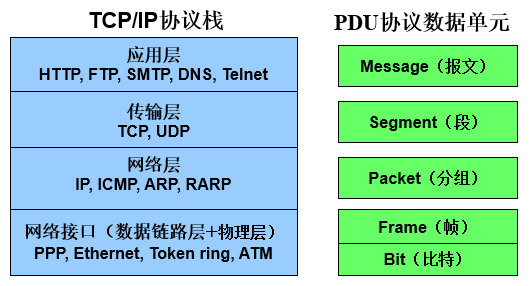 TCP/IP协议栈
PDU协议数据单元
应用层
HTTP, FTP, SMTP, DNS, Telnet
Message（报文）
传输层
TCP, UDP
Segment（段）
网络层
IP, ICMP, ARP, RARP
Packet（分组）
网络接口（数据链路层+物理层）
PPP, Ethernet, Token ring, ATM
Frame（帧）
Bit（比特）